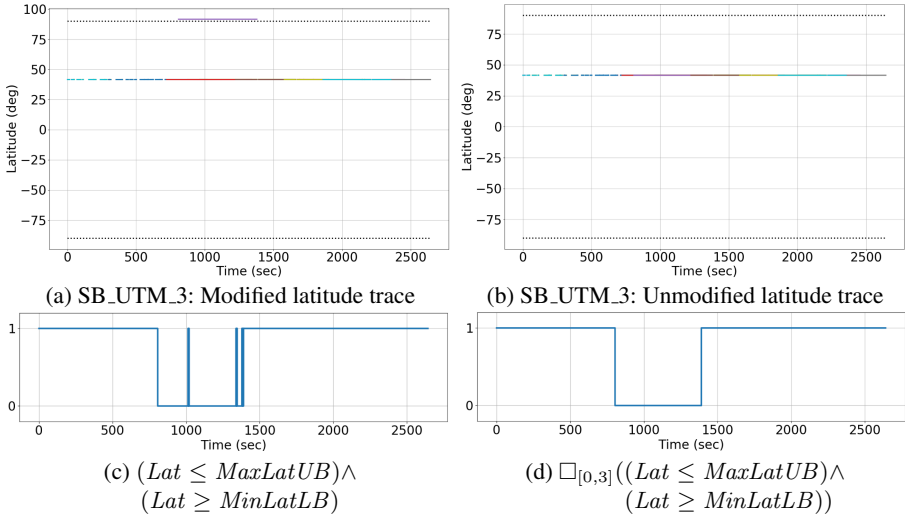 100
75
50
25
0
−25
−50
−75
Latitude (deg)
0 500 1000 1500 2000 2500
Time (sec)
(a) SB_UTM_3: Modified latitude trace
75
50
25
0
−25
−50
−75
Latitude (deg)
0 500 1000 1500 2000 2500
Time (sec)
(b) SB_UTM_3: Unmodified latitude trace
1
0
0 500 1000 1500 2000 2500
Time (sec)
(c) (Lat ≤ MaxLatUB)∧
(Lat ≥ MinLatLB)
1
0
0 500 1000 1500 2000 2500
Time (sec)
(d) □[0,3]((Lat ≤ MaxLatUB)∧
(Lat ≥ MinLatLB))